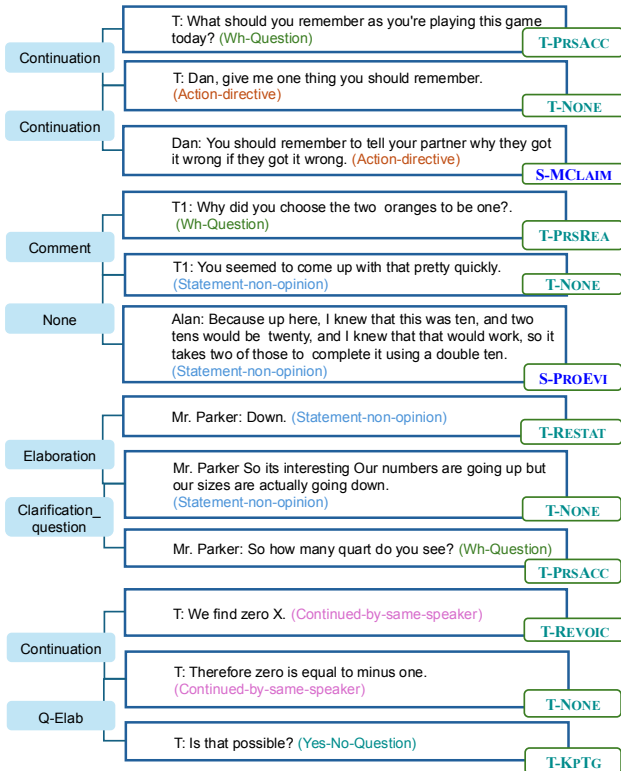 T: What should you remember as you're playing this game
today? (Wh-Question)
T-PRSACC
Continuation
T: Dan, give me one thing you should remember.
(Action-directive)
T-NONE
Continuation
Dan: You should remember to tell your partner why they got
it wrong if they got it wrong. (Action-directive)
S-MCLAIM
T1: Why did you choose the two oranges to be one?.
(Wh-Question)
T-PRSREA
Comment
T1: You seemed to come up with that pretty quickly.
(Statement-non-opinion)
T-NONE
None
Alan: Because up here, I knew that this was ten, and two
tens would be twenty, and I knew that that would work, so it
takes two of those to complete it using a double ten.
(Statement-non-opinion)
S-PROEVI
Mr. Parker: Down. (Statement-non-opinion)
T-RESTAT
Elaboration
Mr. Parker So its interesting Our numbers are going up but
our sizes are actually going down.
(Statement-non-opinion)
T-NONE
Clarification_
question
Mr. Parker: So how many quart do you see? (Wh-Question)
T-PRSACC
T: We find zero X. (Continued-by-same-speaker)
T-REVOIC
Continuation
T: Therefore zero is equal to minus one.
(Continued-by-same-speaker)
T-NONE
Q-Elab
T: Is that possible? (Yes-No-Question)
T-KPTG